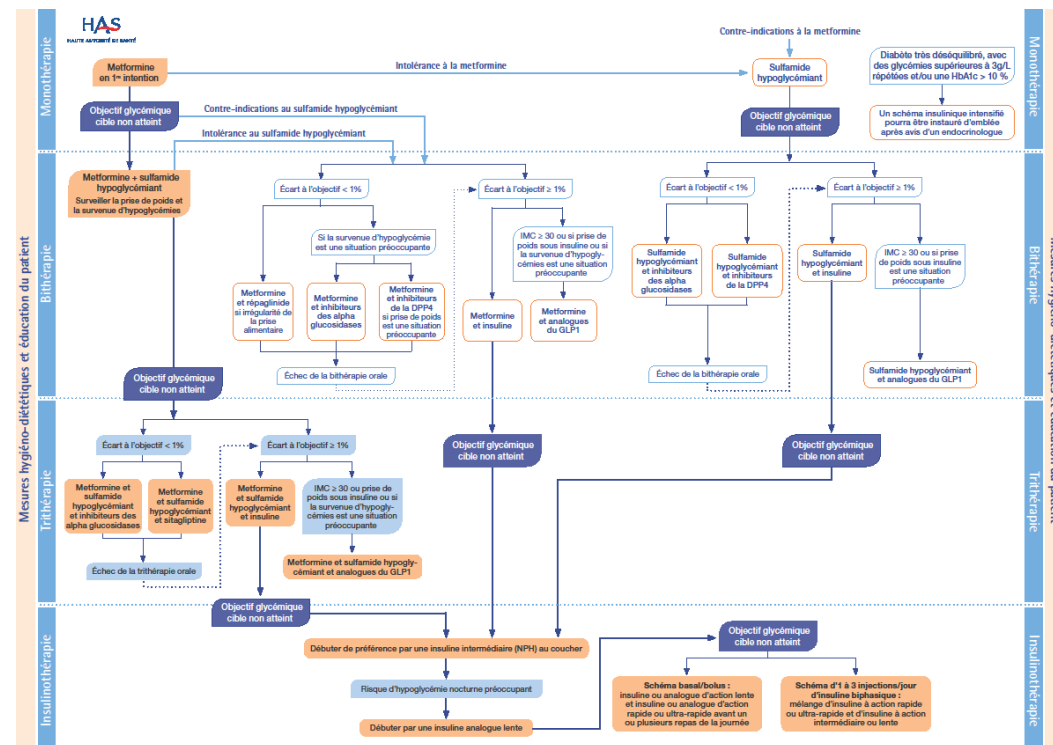 HAS
HAUTE AUTORITÉ DE SANTÉ
Mesures hygiéno-diététiques et éducation du patient
Monothérapie
Metformine
en 1re intention
Intolérance à la metformine
Contre-indications à la metformine
Sulfamide
hypoglycémiant
Diabète très déséquilibré, avec
des glycémies supérieures à 3g/L
répétées et/ou une HbA1c > 10 %
Un schéma insulinique intensifié
pourra être instauré d'emblée
après avis d'un endocrinologue
Objectif glycémique
cible non atteint
Contre-indications au sulfamide hypoglycémiant
Intolérance au sulfamide hypoglycémiant
Objectif glycémique
cible non atteint
Monothérapie
Bithérapie
Metformine + sulfamide
hypoglycémiant
Surveiller la prise de poids et
la survenue d'hypoglycémies
Écart à l'objectif < 1%
Si la survenue d'hypoglycémie
est une situation préoccupante
Metformine
et répaglinide
si irrégularité de
la prise
alimentaire
Metformine
et inhibiteurs
des alpha
glucosidases
Metformine
et inhibiteurs
de la DPP4
si prise de poids
est une situation
préoccupante
Échec de la bithérapie orale
Écart à l'objectif ≥ 1%
IMC ≥ 30 ou si prise de
poids sous insuline ou si
la survenue d'hypogly-
cémies est une situation
préoccupante
Metformine
et insuline
Metformine
et analogues
du GLP1
Écart à l'objectif < 1%
Sulfamide
hypoglycémiant
et inhibiteurs
des alpha
glucosidases
Sulfamide
hypoglycémiant
et inhibiteurs
de la DPP4
Échec de la bithérapie orale
Écart à l'objectif ≥ 1%
Sulfamide
hypoglycémiant
et insuline
IMC ≥ 30 ou si prise de
poids sous insuline
est une situation
préoccupante
Sulfamide hypoglycémiant
et analogues du GLP1
Bithérapie
Objectif glycémique
cible non atteint
Trithérapie
Écart à l'objectif < 1%
Metformine et
sulfamide
hypoglycémiant
et inhibiteurs des
alpha glucosidases
Metformine
et sulfamide
hypoglycémiant
et sitagliptine
Échec de la trithérapie orale
Écart à l'objectif ≥ 1%
Metformine
et sulfamide
hypoglycémiant
et insuline
IMC ≥ 30 ou prise de
poids sous insuline ou si
la survenue d'hypogly-
cémies est une situation
préoccupante
Metformine et sulfamide hypogly-
cémiant et analogues du GLP1
Objectif glycémique
cible non atteint
Objectif glycémique
cible non atteint
Trithérapie
Objectif glycémique
cible non atteint
Insulinothérapie
Débuter de préférence par une insuline intermédiaire (NPH) au coucher
Risque d'hypoglycémie nocturne préoccupant
Débuter par une insuline analogue lente
Objectif glycémique
cible non atteint
Schéma basal/bolus :
insuline ou analogue d'action lente
et insuline ou analogue d'action
rapide ou ultra-rapide avant un
ou plusieurs repas de la journée
Schéma d'1 à 3 injections/jour
d'insuline biphasique :
mélange d'insuline à action rapide
ou ultra-rapide et d'insuline à action
intermédiaire ou lente
Insulinothérapie